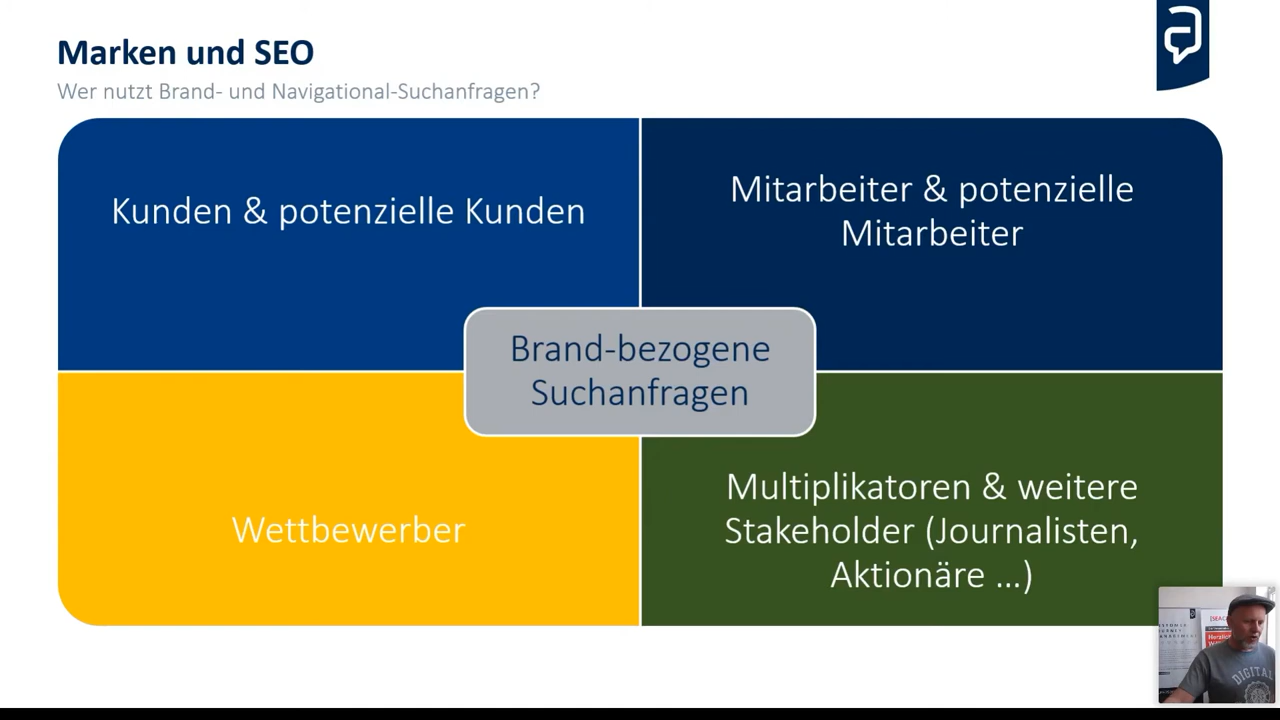 Marken und SEO
Wer nutzt Brand- und Navigational-Suchanfragen?
Kunden & potenzielle Kunden
Mitarbeiter & potenzielle
Mitarbeiter
Brand-bezogene
Suchanfragen
Wettbewerber
Multiplikatoren & weitere
Stakeholder (Journalisten,
Aktionäre ...)
DIGITAL